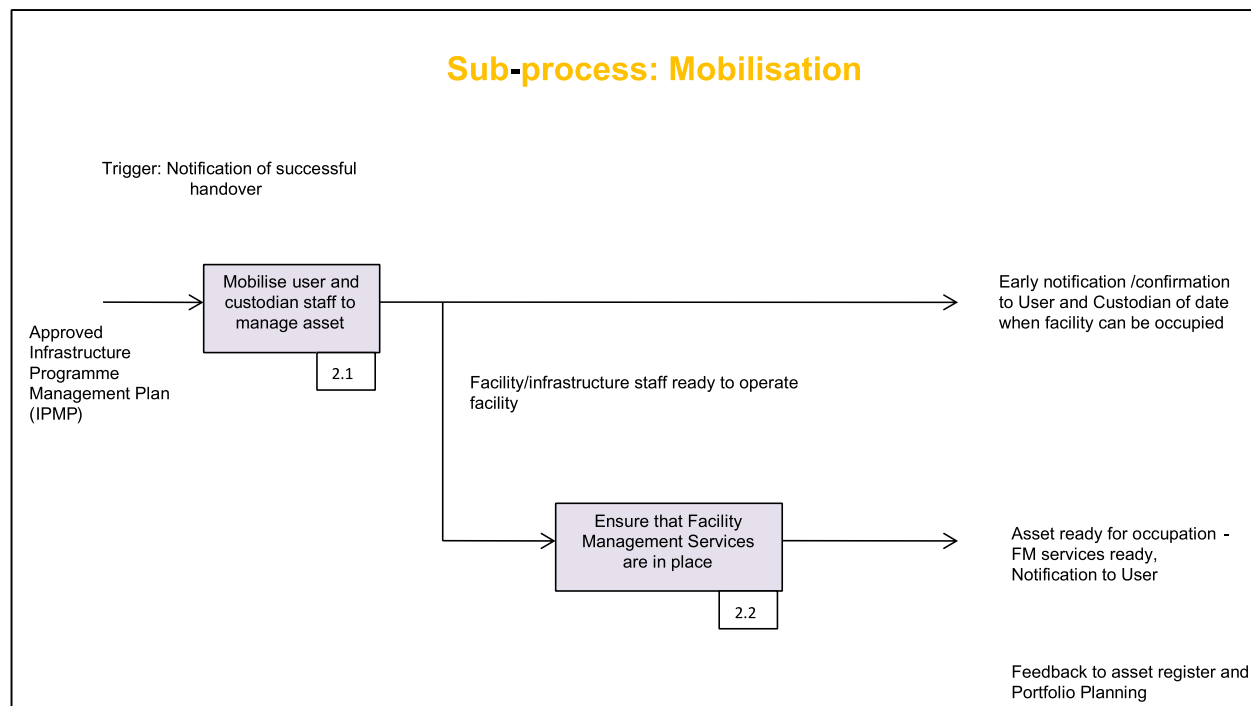 Sub-process: Mobilisation
Trigger: Notification of successful
handover
Mobilise user and
custodian staff to
manage asset
2.1
Early notification /confirmation
to User and Custodian of date
when facility can be occupied
Approved
Infrastructure
Programme
Management Plan
(IPMP)
Facility/infrastructure staff ready to operate
facility
Ensure that Facility
Management Services
are in place
2.2
Asset ready for occupation -
FM services ready,
Notification to User
Feedback to asset register and
Portfolio Planning